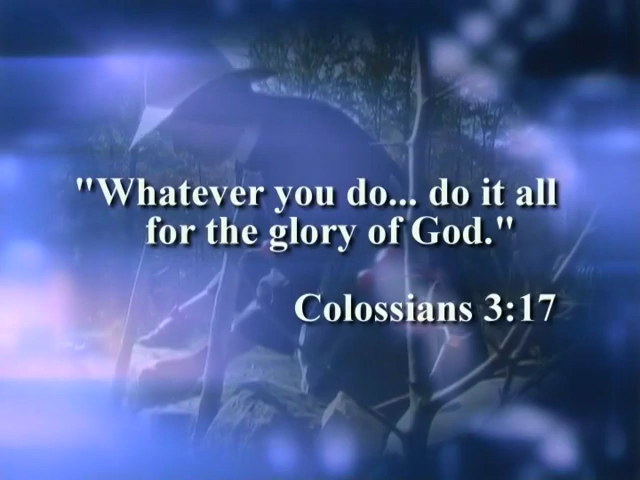 "Whatever you do... do it all
for the glory of God."
Colossians 3:17